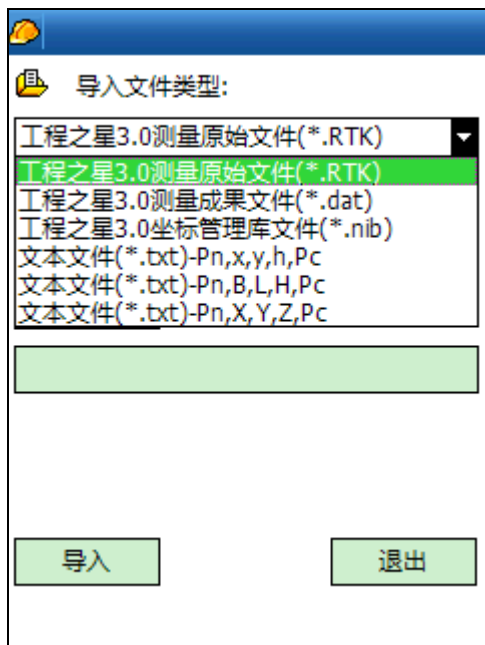 导入文件类型:
工程之星3.0测量原始文件(*.RTK)
工程之星3.0测量原始文件(*.RTK)
工程之星3.0测量成果文件(*.dat)
工程之星3.0坐标管理库文件(*.nib)
文本文件(*.txt)-Pn,x,y,h,Pc
文本文件(*.txt)-Pn,B,L,H,Pc
文本文件(*.txt)-Pn,X,Y,Z,Pc
导入
退出